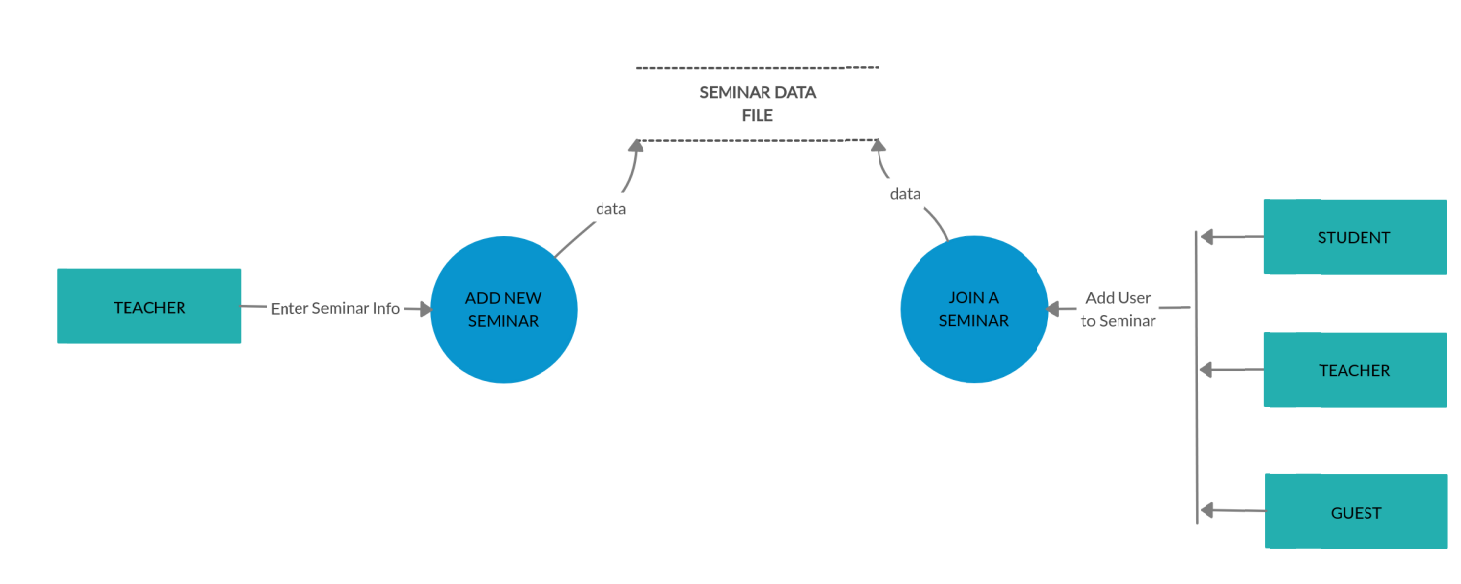 SEMINAR DATA
FILE
data
data
TEACHER
Enter Seminar Info
ADD NEW
SEMINAR
JOIN A
SEMINAR
Add User
to Seminar
STUDENT
TEACHER
GUEST